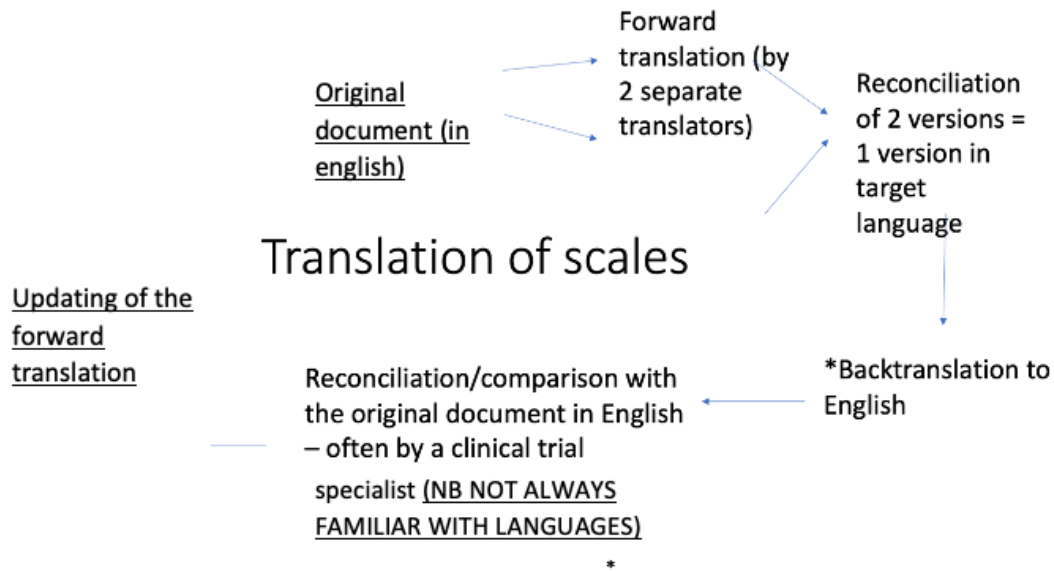 Original
document (in
english)
Forward
translation (by
2 separate
translators)
Reconciliation
of 2 versions =
1 version in
target
language
Translation of scales
*Backtranslation to
English
Reconciliation/comparison with
the original document in English
– often by a clinical trial
specialist (NB NOT ALWAYS
FAMILIAR WITH LANGUAGES)
*
Updating of the
forward
translation